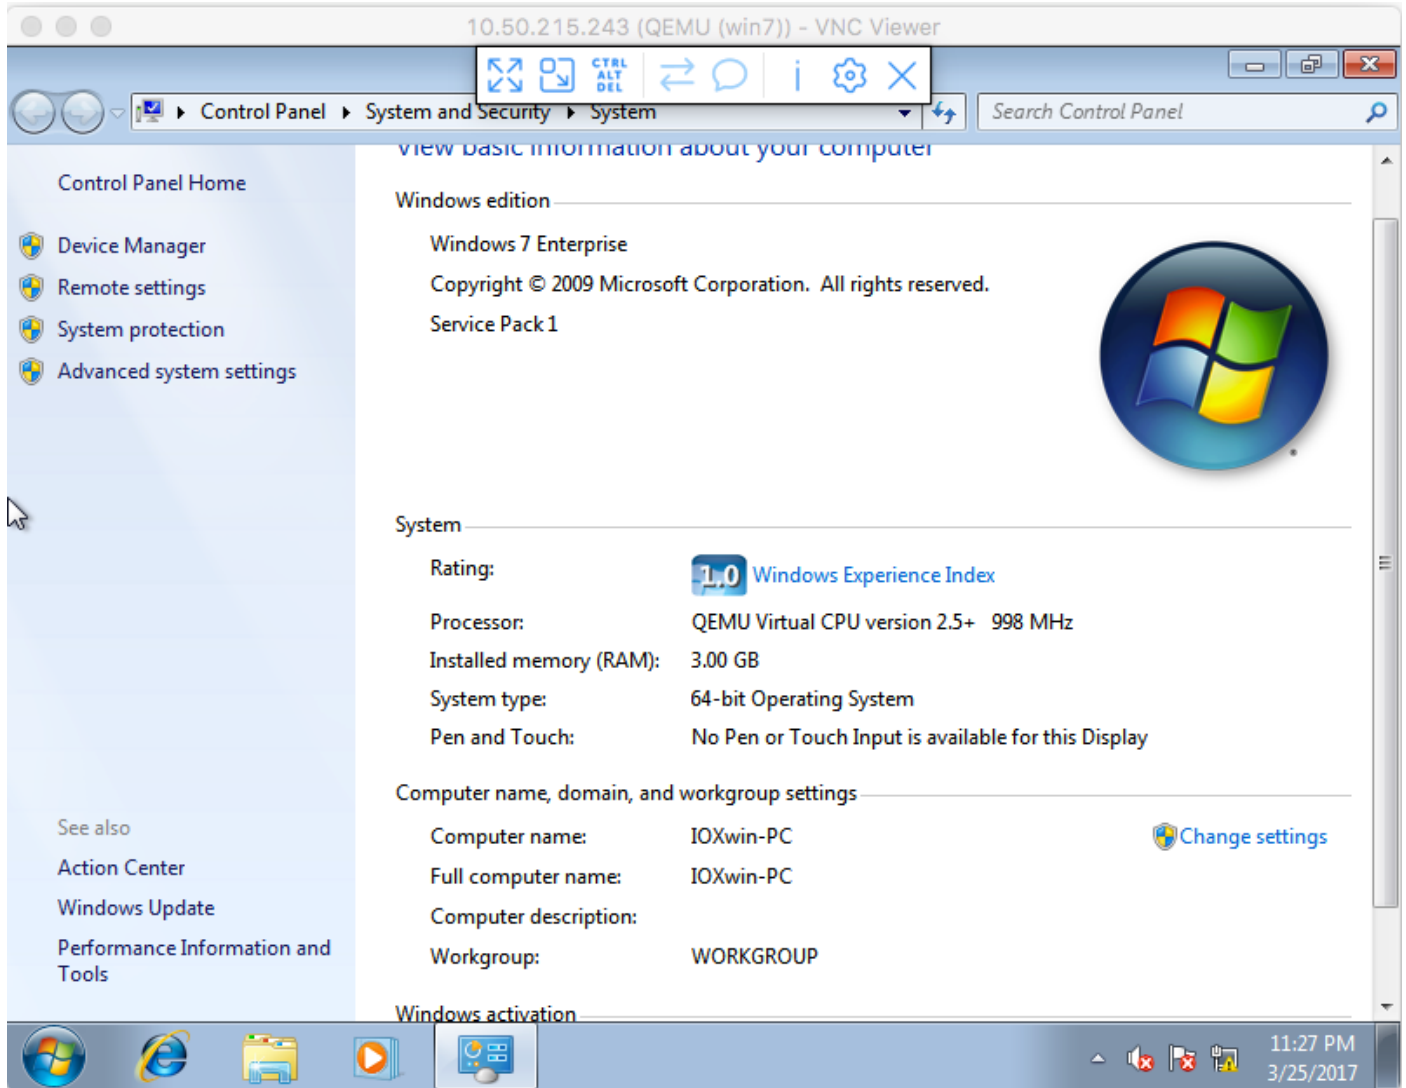 10.50.215.243 (QEMU (win7)) - VNC Viewer
CTRL
ALT
DEL
Control Panel System and Security System
Search Control Panel
View basic information about your computer
Control Panel Home
Device Manager
Remote settings
System protection
Advanced system settings
See also
Action Center
Windows Update
Performance Information and
Tools
Windows edition
Windows 7 Enterprise
Copyright © 2009 Microsoft Corporation. All rights reserved.
Service Pack 1
System
Rating: 1.0 Windows Experience Index
Processor: QEMU Virtual CPU version 2.5+ 998 MHz
Installed memory (RAM): 3.00 GB
System type: 64-bit Operating System
Pen and Touch: No Pen or Touch Input is available for this Display
Computer name, domain, and workgroup settings
Computer name: IOXwin-PC Change settings
Full computer name: IOXwin-PC
Computer description:
Workgroup: WORKGROUP
Windows activation
11:27 PM
3/25/2017